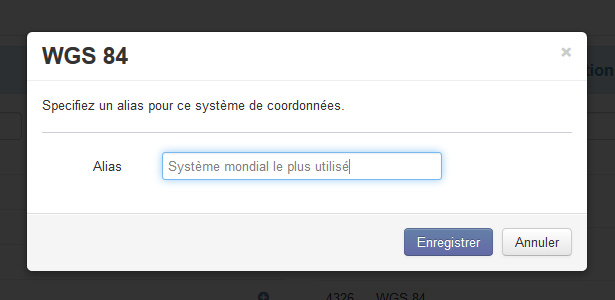 WGS 84
×
tion
Specifiez un alias pour ce système de coordonnées.
Alias
Système mondial le plus utilisé
Enregistrer
Annuler
4326 WGS 84